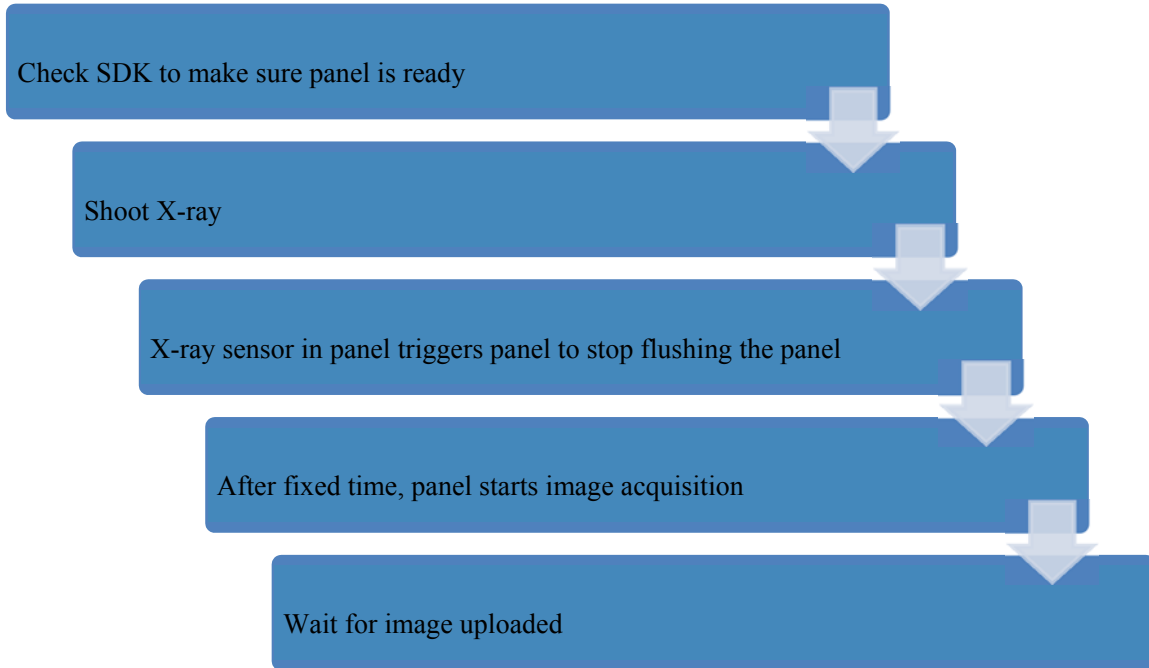 Check SDK to make sure panel is ready
Shoot X-ray
X-ray sensor in panel triggers panel to stop flushing the panel
After fixed time, panel starts image acquisition
Wait for image uploaded